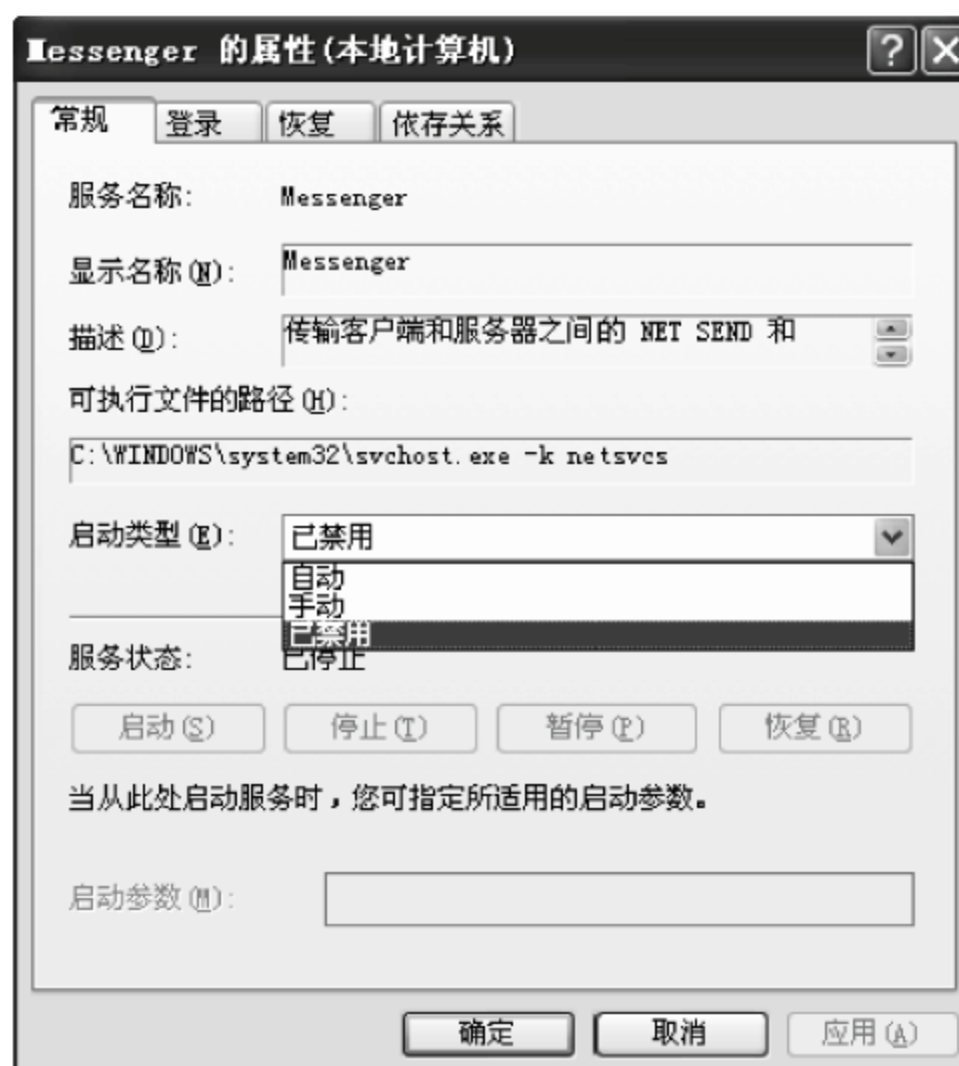 Messenger 的属性(本地计算机)
常规 登录 恢复 依存关系
服务名称: Messenger
显示名称(N): Messenger
描述(D): 传输客户端和服务器之间的 NET SEND 和
可执行文件的路径(H):
C:\WINDOWS\system32\svchost.exe -k netsvcs
启动类型(E): 已禁用
自动
手动
已禁用
服务状态: 已停止
启动(S) 停止(T) 暂停(P) 恢复(R)
当从此处启动服务时，您可指定所适用的启动参数。
启动参数(M):
确定 取消 应用(A)